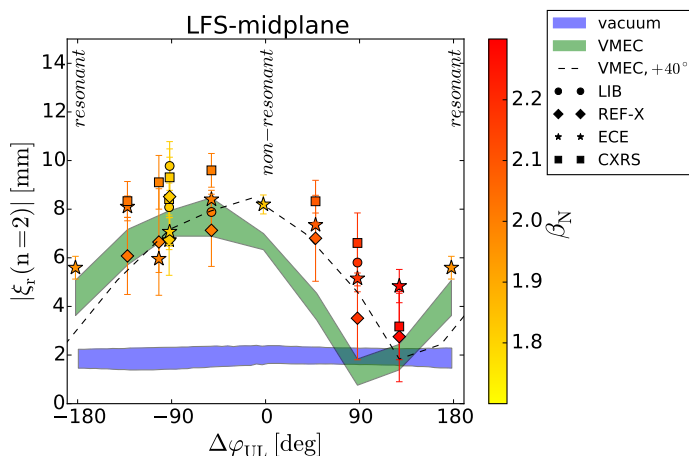 LFS-midplane
resonant
non-resonant
resonant
|ξ_r (n = 2)| [mm]
14
12
10
8
6
4
2
0
−180
−90
0
90
180
Δφ_UL [deg]
2.2
2.1
2.0
1.9
1.8
β_N
vacuum
VMEC
VMEC, +40°
LIB
REF-X
ECE
CXRS